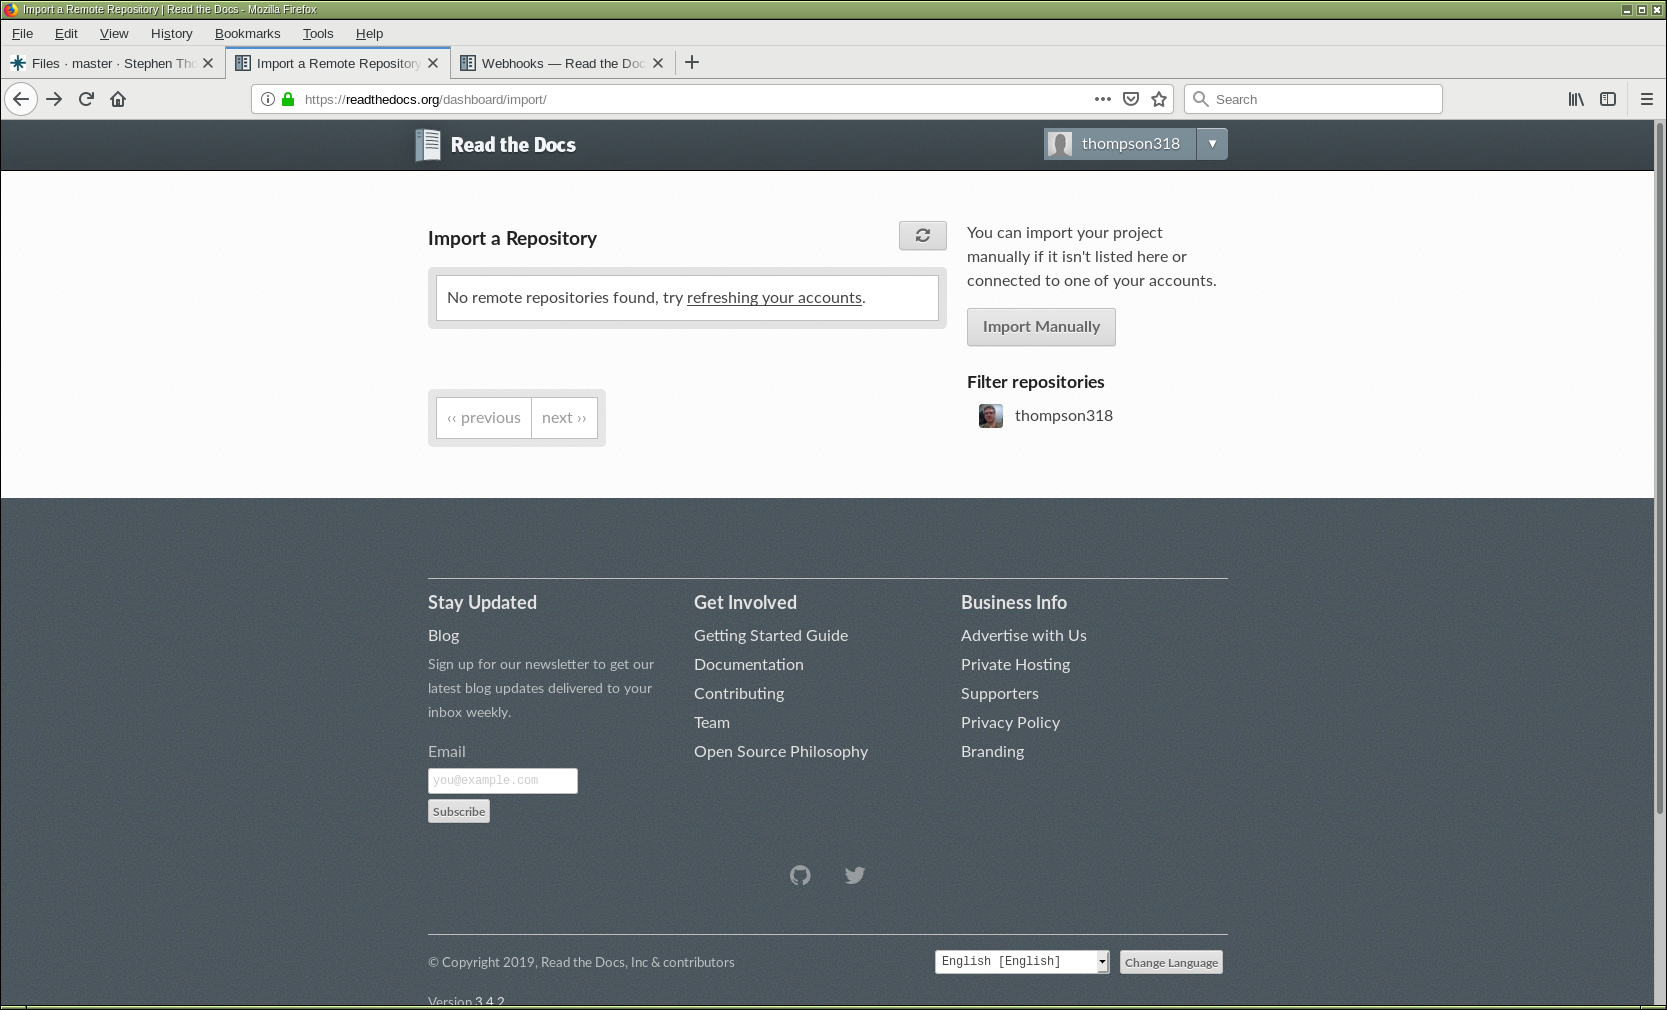 Import a Remote Repository | Read the Docs - Mozilla Firefox
File Edit View History Bookmarks Tools Help
Files · master · Stephen Import a Remote Repository Webhooks — Read the
https://readthedocs.org/dashboard/import/ Search
Read the Docs
thompson318
Import a Repository
No remote repositories found, try refreshing your accounts.
‹‹ previous next ››
You can import your project
manually if it isn't listed here or
connected to one of your accounts.
Import Manually
Filter repositories
thompson318
Stay Updated
Blog
Sign up for our newsletter to get our
latest blog updates delivered to your
inbox weekly.
Email
you@example.com
Subscribe
Get Involved
Getting Started Guide
Documentation
Contributing
Team
Open Source Philosophy
Business Info
Advertise with Us
Private Hosting
Supporters
Privacy Policy
Branding
© Copyright 2019, Read the Docs, Inc & contributors
English [English] Change Language
Version 3.4.2